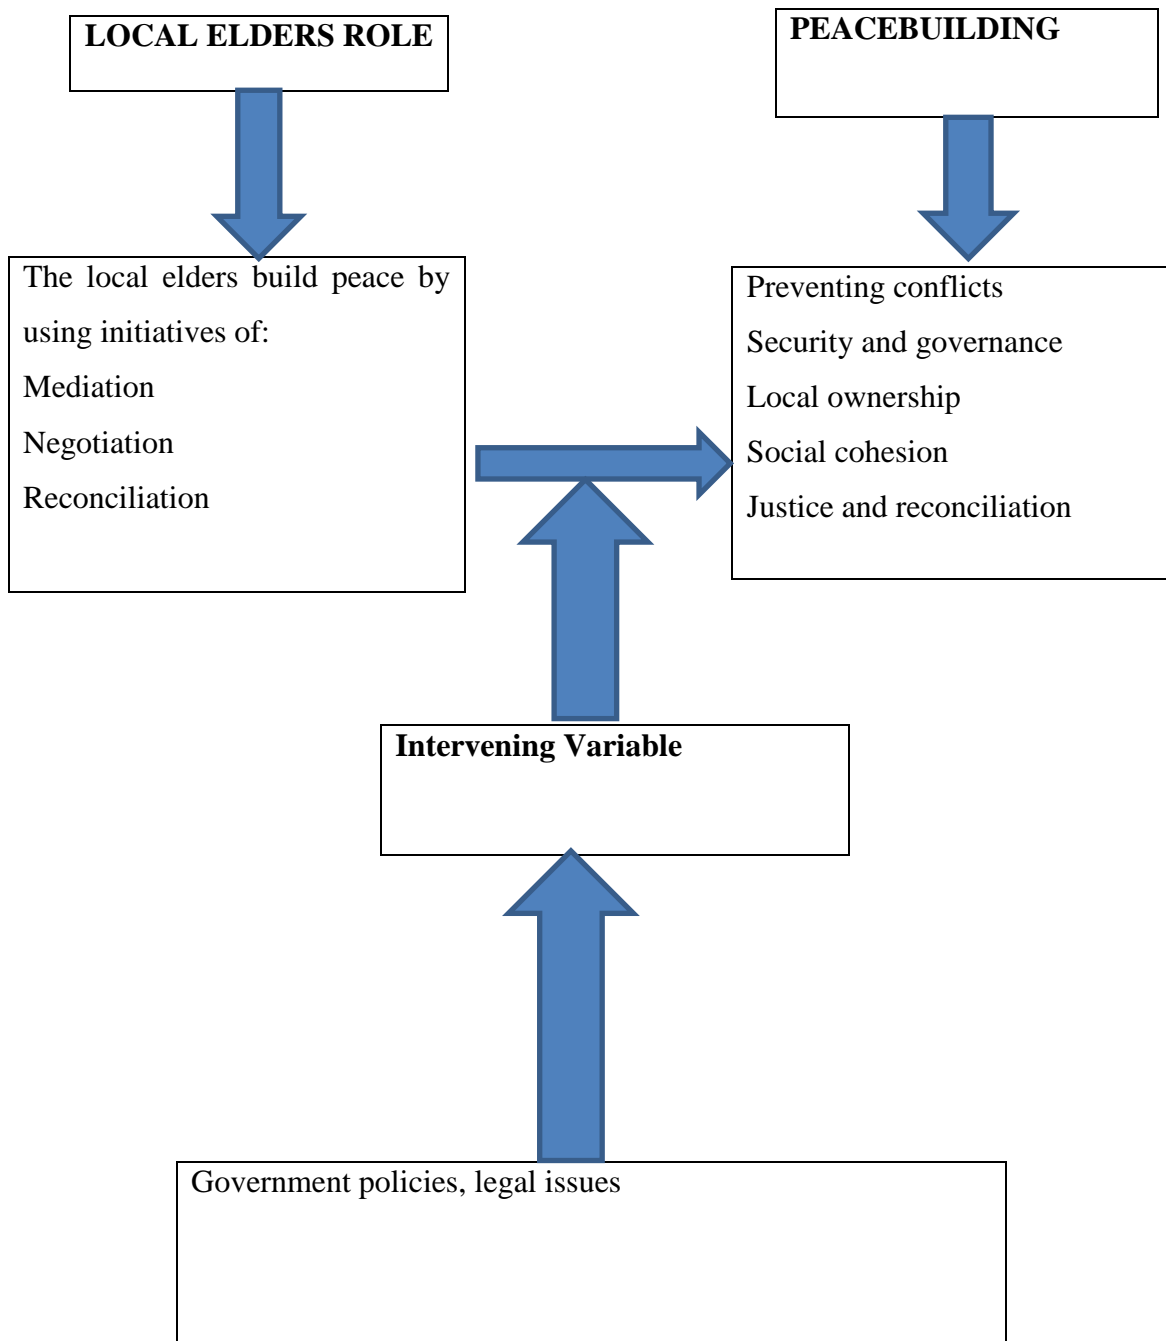 LOCAL ELDERS ROLE
PEACEBUILDING
The local elders build peace by
using initiatives of:
Mediation
Negotiation
Reconciliation
Preventing conflicts
Security and governance
Local ownership
Social cohesion
Justice and reconciliation
Intervening Variable
Government policies, legal issues